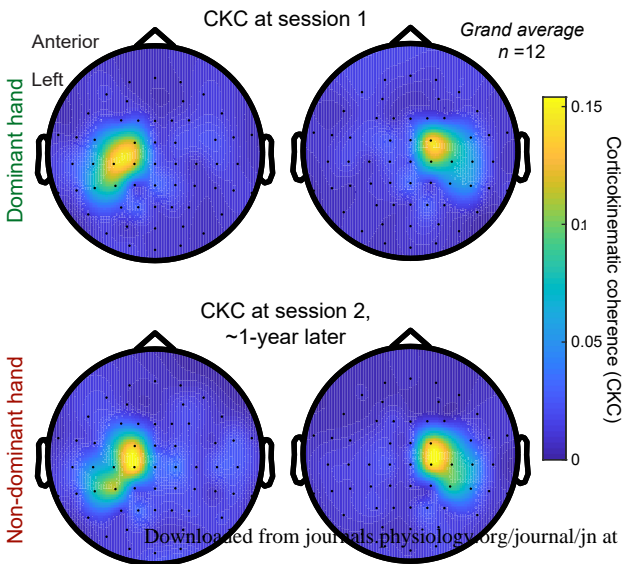 CKC at session 1
Anterior
Left
Grand average
n =12
Dominant hand
0.15
0.1
0.05
0
Corticokinematic coherence (CKC)
CKC at session 2,
~1-year later
Non-dominant hand
Downloaded from journals.physiology.org/journal/jn at